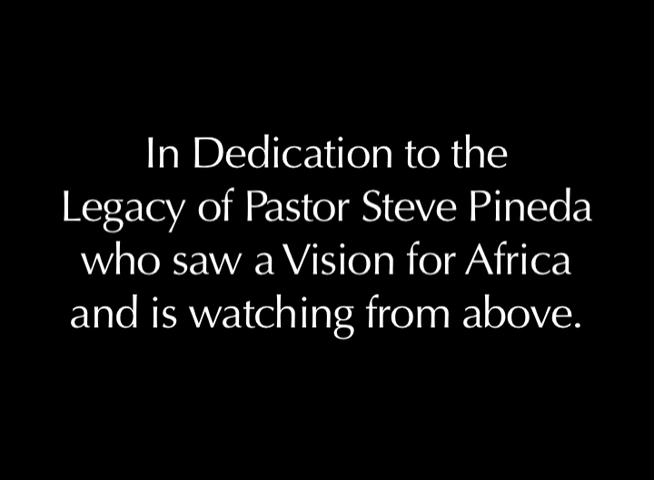 In Dedication to the
Legacy of Pastor Steve Pineda
who saw a Vision for Africa
and is watching from above.